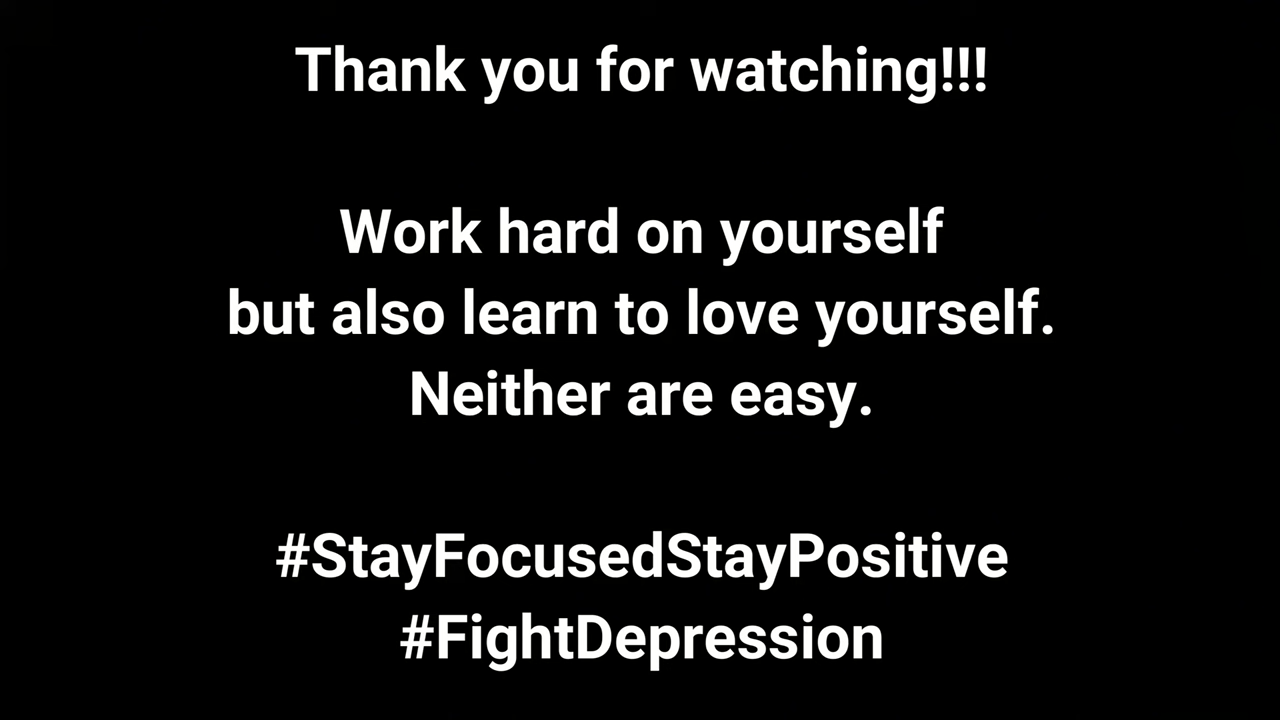 Thank you for watching!!!
Work hard on yourself
but also learn to love yourself.
Neither are easy.
#StayFocusedStayPositive
#FightDepression